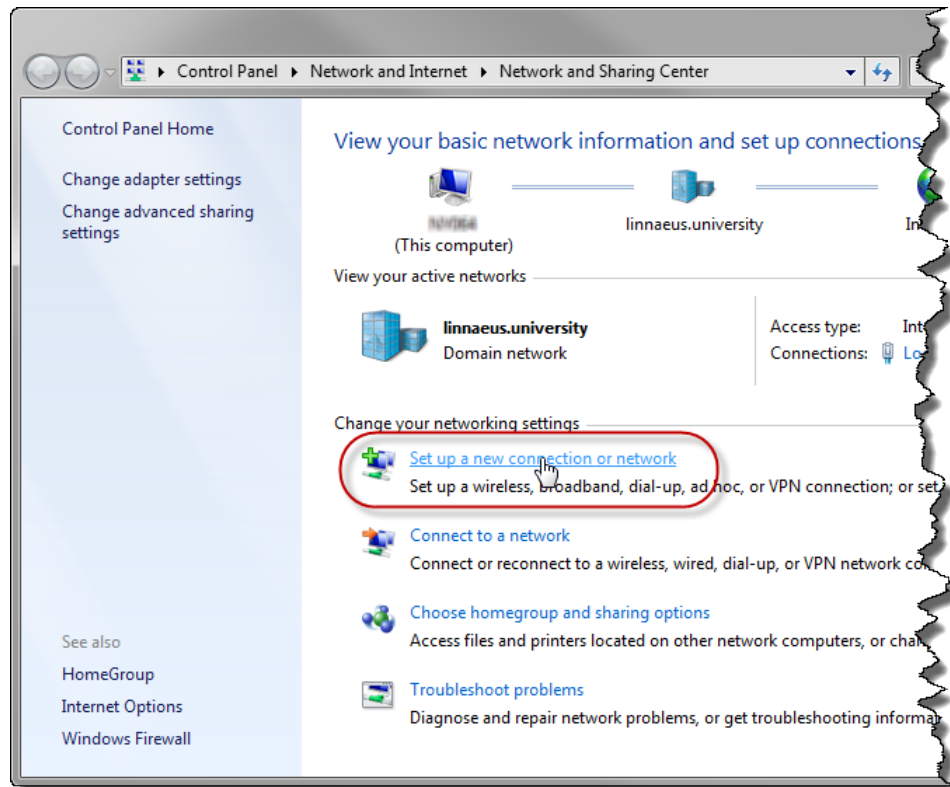 Control Panel ▸ Network and Internet ▸ Network and Sharing Center
Control Panel Home
Change adapter settings
Change advanced sharing
settings
See also
HomeGroup
Internet Options
Windows Firewall
View your basic network information and set up connections
(This computer)
linnaeus.university
View your active networks
linnaeus.university
Domain network
Access type:
Connections:
Change your networking settings
Set up a new connection or network
Set up a wireless, broadband, dial-up, ad hoc, or VPN connection; or set
Connect to a network
Connect or reconnect to a wireless, wired, dial-up, or VPN network
Choose homegroup and sharing options
Access files and printers located on other network computers, or
Troubleshoot problems
Diagnose and repair network problems, or get troubleshooting